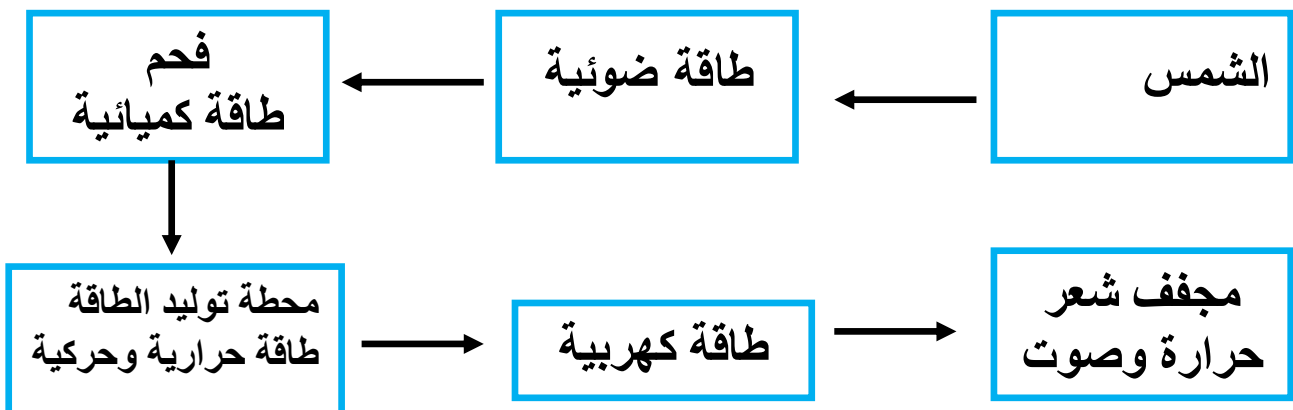 الشمس
طاقة ضوئية
فحم
طاقة كميائية
محطة توليد الطاقة
طاقة حرارية وحركية
طاقة كهربية
مجفف شعر
حرارة وصوت